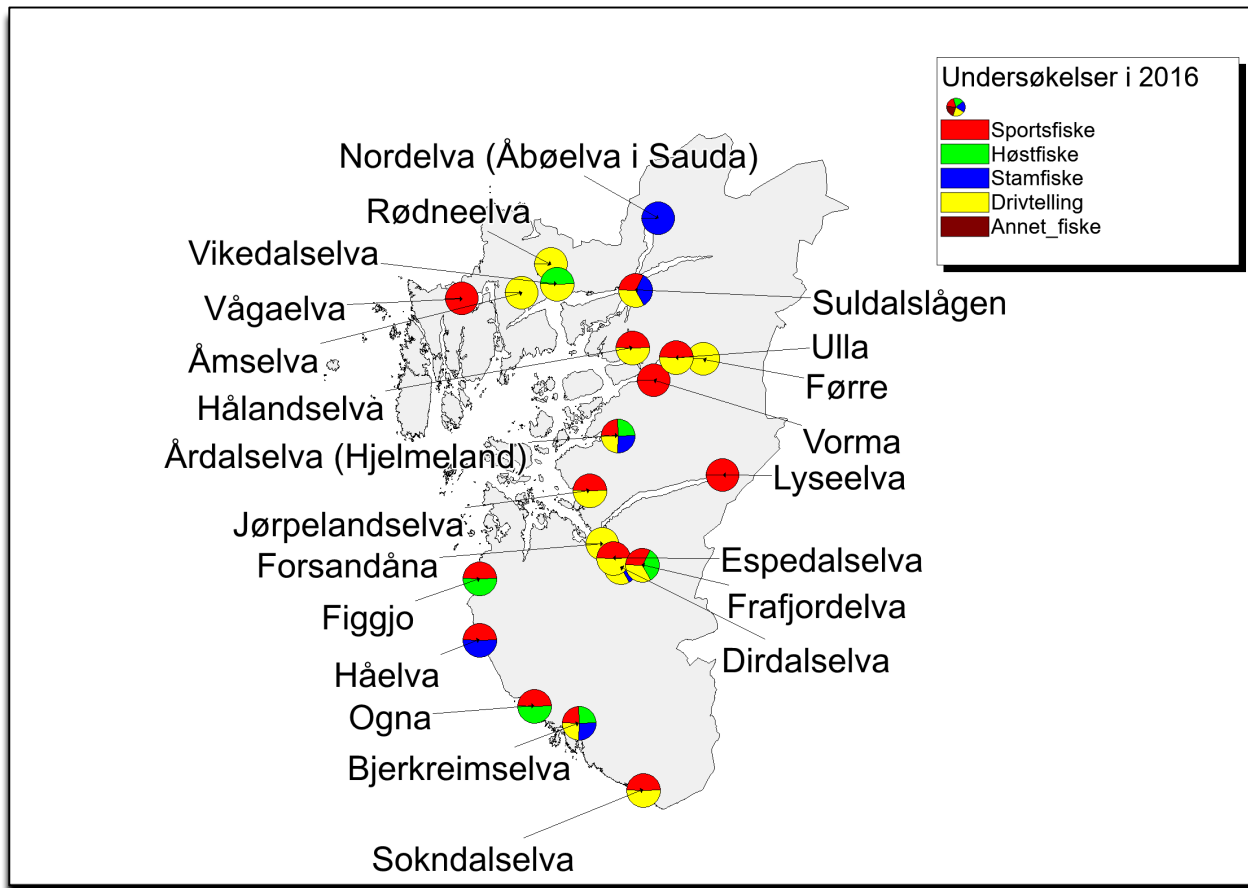 Undersøkelser i 2016
Sportsfiske
Høstfiske
Stamfiske
Drivtelling
Annet_fiske
Nordelva (Åbøelva i Sauda)
Rødneelva
Vikedalselva
Vågaelva
Åmselva
Hålandselva
Årdalselva (Hjelmeland)
Jørpelandselva
Forsandåna
Figgjo
Håelva
Ogna
Bjerkreimselva
Sokndalselva
Suldalslågen
Ulla
Førre
Vorma
Lyseelva
Espedalselva
Frafjordelva
Dirdalselva